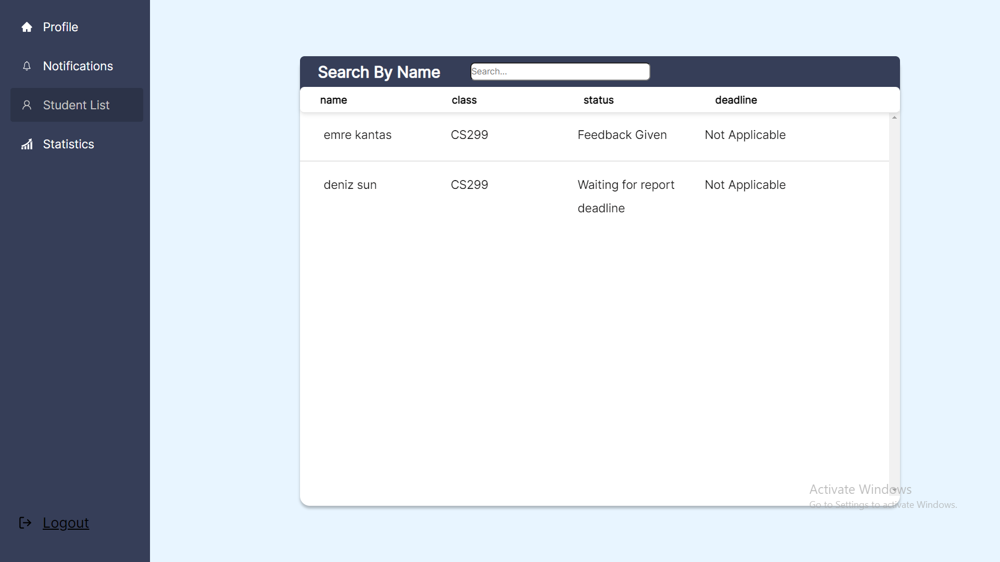 Profile
Notifications
Student List
Statistics
Logout
Search By Name
Search...
name class status deadline
emre kantas CS299 Feedback Given Not Applicable
deniz sun CS299 Waiting for report Not Applicable
deadline
Activate Windows
Go to Settings to activate Windows.